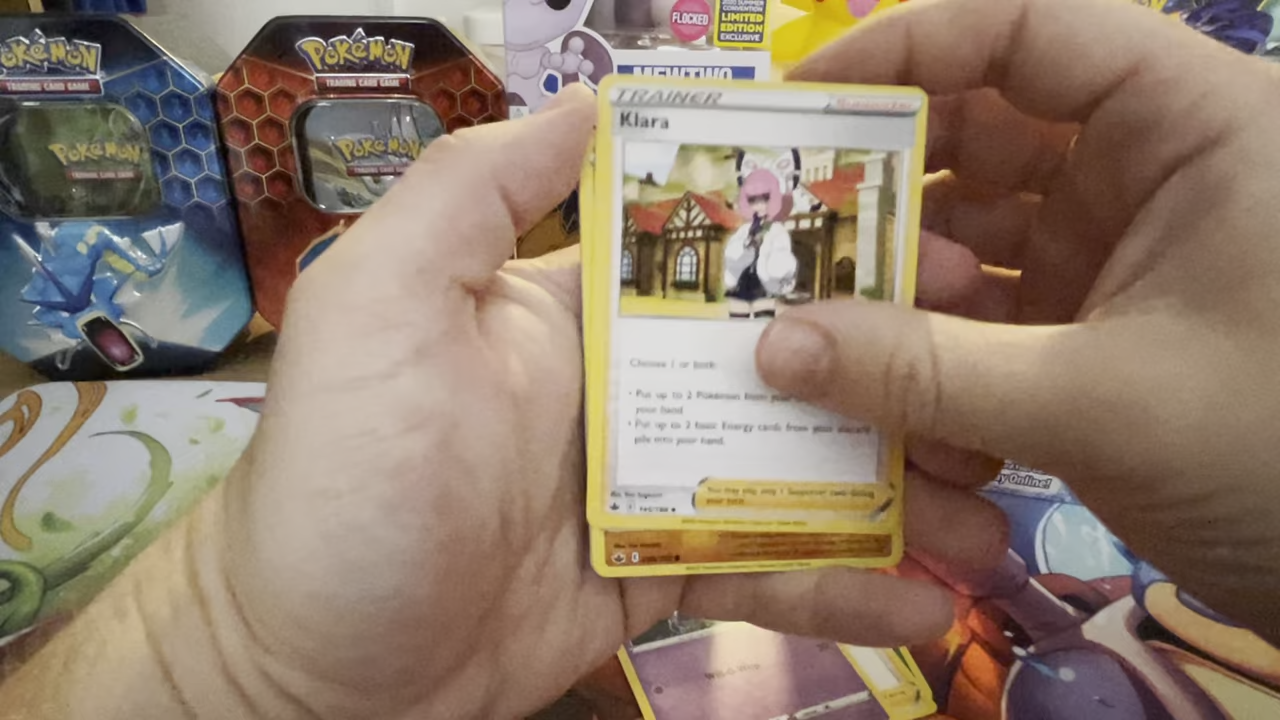 POKÉMON
TRADING CARD GAME
POKÉMON
TRADING CARD GAME
POKÉMON
TRADING CARD GAME
POKÉMON
FLOCKED
2020 SUMMER
CONVENTION
LIMITED
EDITION
EXCLUSIVE
MEWTWO
TRAINER
Supporter
Klara
Choose 1 or both:
• Put up to 2 Pokémon from your
your hand.
• Put up to 2 basic Energy cards from your discard
pile into your hand.
You may play only 1 Supporter card during
your turn.
y Online!
Will-O-Wisp